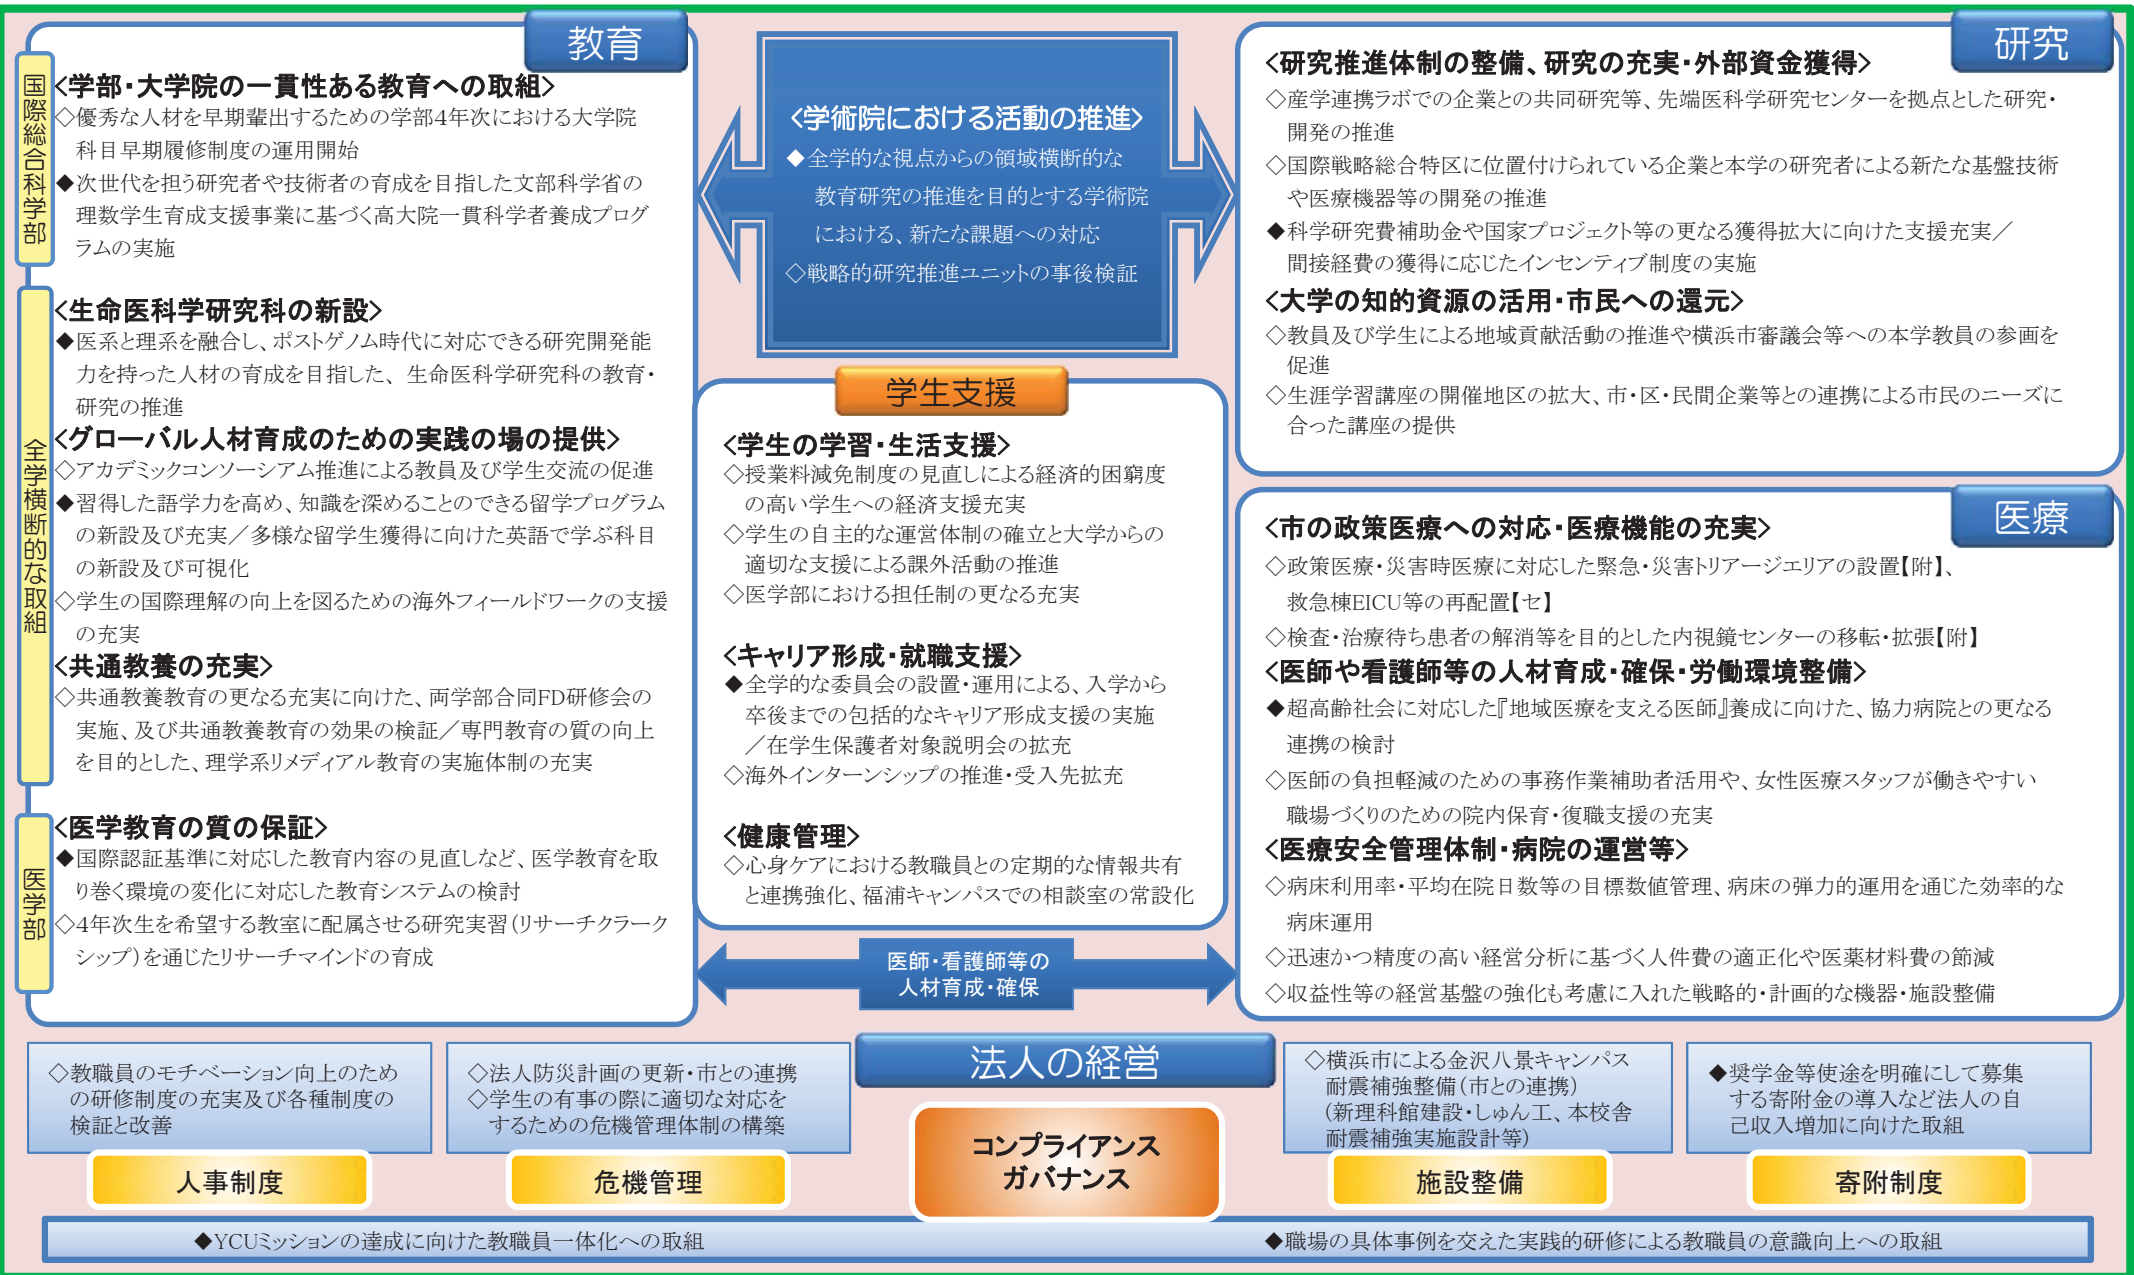 教育
国際総合科学部
<学部・大学院の一貫性ある教育への取組>
◇優秀な人材を早期輩出するための学部4年次における大学院
科目早期履修制度の運用開始
◆次世代を担う研究者や技術者の育成を目指した文部科学省の
理数学生育成支援事業に基づく高大院一貫科学者養成プログ
ラムの実施
全学横断的な取組
<生命医科学研究科の新設>
◆医系と理系を融合し、ポストゲノム時代に対応できる研究開発能
力を持った人材の育成を目指した、生命医科学研究科の教育・
研究の推進
<グローバル人材育成のための実践の場の提供>
◇アカデミックコンソーシアム推進による教員及び学生交流の促進
◆習得した語学力を高め、知識を深めることのできる留学プログラム
の新設及び充実／多様な留学生獲得に向けた英語で学ぶ科目
の新設及び可視化
◇学生の国際理解の向上を図るための海外フィールドワークの支援
の充実
<共通教養の充実>
◇共通教養教育の更なる充実に向けた、両学部合同FD研修会の
実施、及び共通教養教育の効果の検証／専門教育の質の向上
を目的とした、理学系リメディアル教育の実施体制の充実
医学部
<医学教育の質の保証>
◆国際認証基準に対応した教育内容の見直しなど、医学教育を取
り巻く環境の変化に対応した教育システムの検討
◇4年次生を希望する教室に配属させる研究実習(リサーチクラーク
シップ)を通じたリサーチマインドの育成
<学術院における活動の推進>
◆全学的な視点からの領域横断的な
教育研究の推進を目的とする学術院
における、新たな課題への対応
◇戦略的研究推進ユニットの事後検証
学生支援
<学生の学習・生活支援>
◇授業料減免制度の見直しによる経済的困窮度
の高い学生への経済支援充実
◇学生の自主的な運営体制の確立と大学からの
適切な支援による課外活動の推進
◇医学部における担任制の更なる充実
<キャリア形成・就職支援>
◆全学的な委員会の設置・運用による、入学から
卒後までの包括的なキャリア形成支援の実施
／在学生保護者対象説明会の拡充
◇海外インターンシップの推進・受入先拡充
<健康管理>
◇心身ケアにおける教職員との定期的な情報共有
と連携強化、福浦キャンパスでの相談室の常設化
医師・看護師等の
人材育成・確保
研究
<研究推進体制の整備、研究の充実・外部資金獲得>
◇産学連携ラボでの企業との共同研究等、先端医科学研究センターを拠点とした研究・
開発の推進
◇国際戦略総合特区に位置付けられている企業と本学の研究者による新たな基盤技術
や医療機器等の開発の推進
◆科学研究費補助金や国家プロジェクト等の更なる獲得拡大に向けた支援充実／
間接経費の獲得に応じたインセンティブ制度の実施
<大学の知的資源の活用・市民への還元>
◇教員及び学生による地域貢献活動の推進や横浜市審議会等への本学教員の参画を
促進
◇生涯学習講座の開催地区の拡大、市・区・民間企業等との連携による市民のニーズに
合った講座の提供
医療
<市の政策医療への対応・医療機能の充実>
◇政策医療・災害時医療に対応した緊急・災害トリアージエリアの設置【附】、
救急棟EICU等の再配置【セ】
◇検査・治療待ち患者の解消等を目的とした内視鏡センターの移転・拡張【附】
<医師や看護師等の人材育成・確保・労働環境整備>
◆超高齢社会に対応した『地域医療を支える医師』養成に向けた、協力病院との更なる
連携の検討
◇医師の負担軽減のための事務作業補助者活用や、女性医療スタッフが働きやすい
職場づくりのための院内保育・復職支援の充実
<医療安全管理体制・病院の運営等>
◇病床利用率・平均在院日数等の目標数値管理、病床の弾力的運用を通じた効率的な
病床運用
◇迅速かつ精度の高い経営分析に基づく人件費の適正化や医薬材料費の節減
◇収益性等の経営基盤の強化も考慮に入れた戦略的・計画的な機器・施設整備
法人の経営
◇教職員のモチベーション向上のため
の研修制度の充実及び各種制度の
検証と改善
人事制度
◇法人防災計画の更新・市との連携
◇学生の有事の際に適切な対応を
するための危機管理体制の構築
危機管理
コンプライアンス
ガバナンス
◇横浜市による金沢八景キャンパス
耐震補強整備(市との連携)
(新理科館建設・しゅん工、本校舎
耐震補強実施設計等)
施設整備
◆奨学金等使途を明確にして募集
する寄附金の導入など法人の自
己収入増加に向けた取組
寄附制度
◆YCUミッションの達成に向けた教職員一体化への取組
◆職場の具体事例を交えた実践的研修による教職員の意識向上への取組